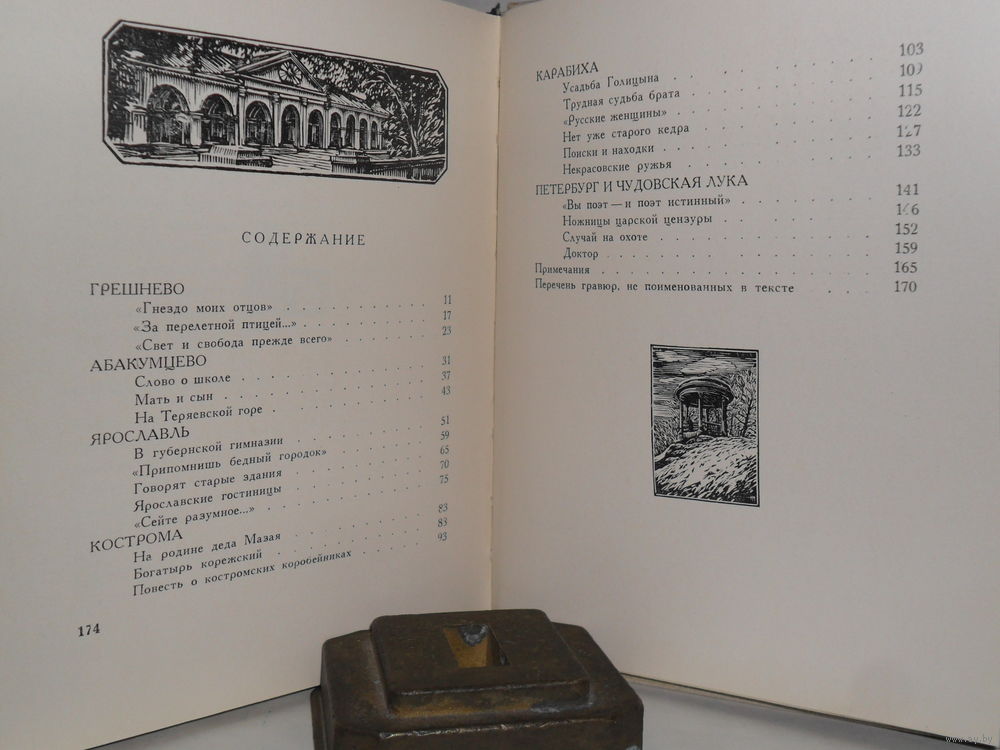 СОДЕРЖАНИЕ
ГРЕШНЕВО
«Гнездо моих отцов» . . . . . . . . 11
«За перелетной птицей...» . . . . . . . 17
«Свет и свобода прежде всего» . . . . . . 23
АБАКУМЦЕВО
Слово о школе . . . . . . . . . . 31
Мать и сын . . . . . . . . . . . 37
На Теряевской горе . . . . . . . . . 43
ЯРОСЛАВЛЬ
В губернской гимназии . . . . . . . . 51
«Припомнишь бедный городок» . . . . . . 59
Говорят старые здания . . . . . . . . 65
Ярославские гостиницы . . . . . . . . 70
«Сейте разумное...» . . . . . . . . . 75
КОСТРОМА
На родине деда Мазая . . . . . . . . 83
Богатырь корежский . . . . . . . . . 83
Повесть о костромских коробейниках . . . . 93
174
КАРАБИХА
Усадьба Голицына . . . . . . . . 103
Трудная судьба брата . . . . . . . . 109
«Русские женщины» . . . . . . . . 115
Нет уже старого кедра . . . . . . . . 122
Поиски и находки . . . . . . . . 127
Некрасовские ружья . . . . . . . . 133
ПЕТЕРБУРГ И ЧУДОВСКАЯ ЛУКА
«Вы поэт — и поэт истинный» . . . . . . 141
Ножницы царской цензуры . . . . . . 146
Случай на охоте . . . . . . . . . 152
Доктор . . . . . . . . . . . 159
Примечания . . . . . . . . . . . 165
Перечень гравюр, не поименованных в тексте . . . 170
www.ay.by